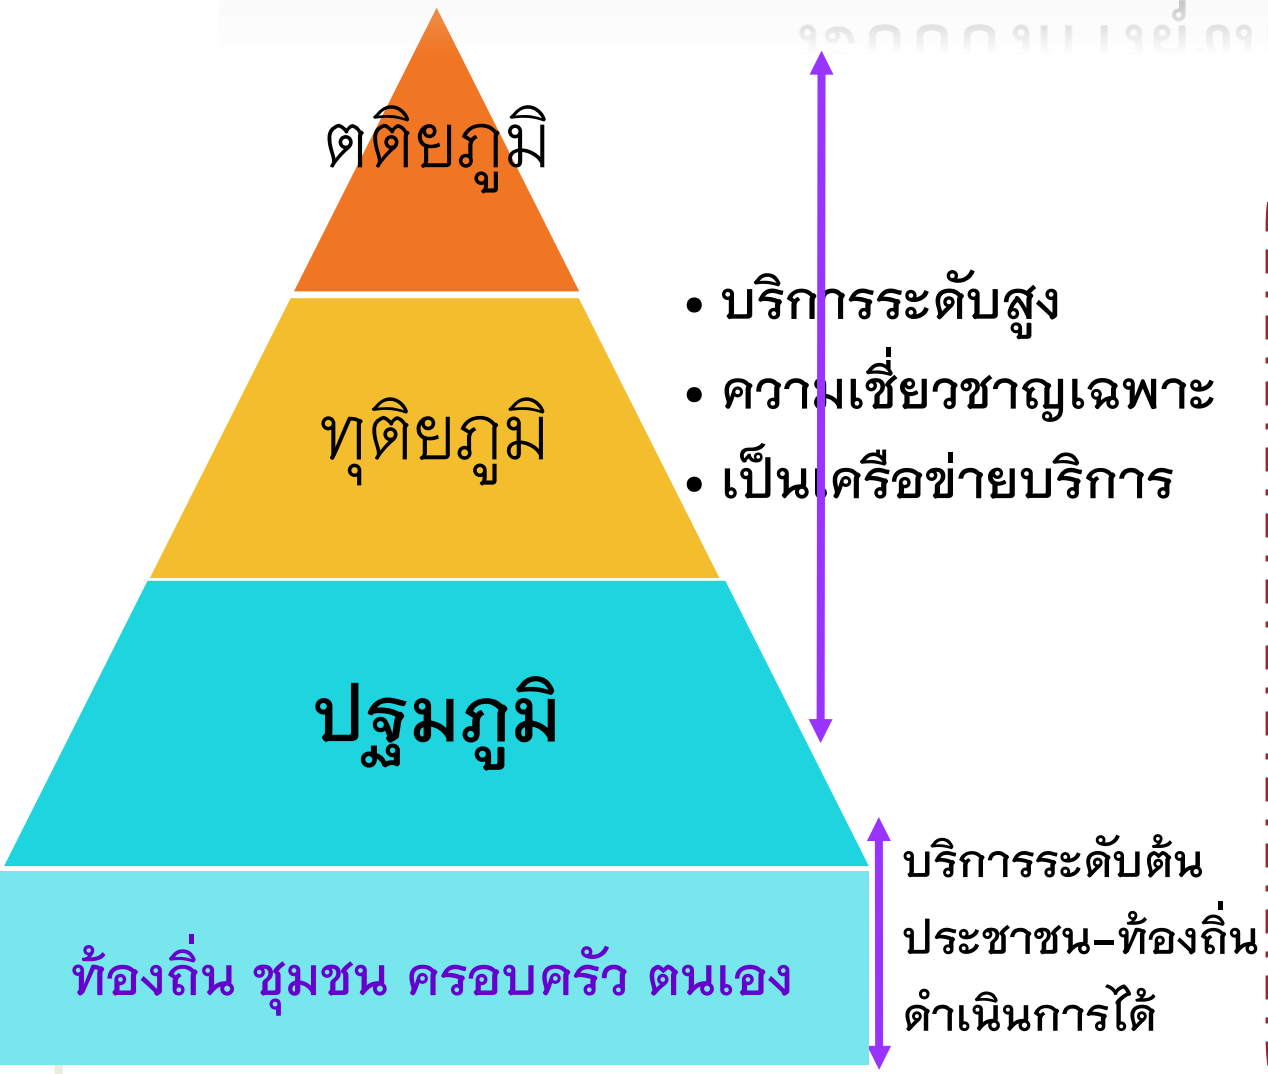 ตติยภูมิ
• บริการระดับสูง
• ความเชี่ยวชาญเฉพาะ
• เป็นเครือข่ายบริการ
ทุติยภูมิ
ปฐมภูมิ
บริการระดับต้น
ประชาชน-ท้องถิ่น
ดำเนินการได้
ท้องถิ่น ชุมชน ครอบครัว ตนเอง